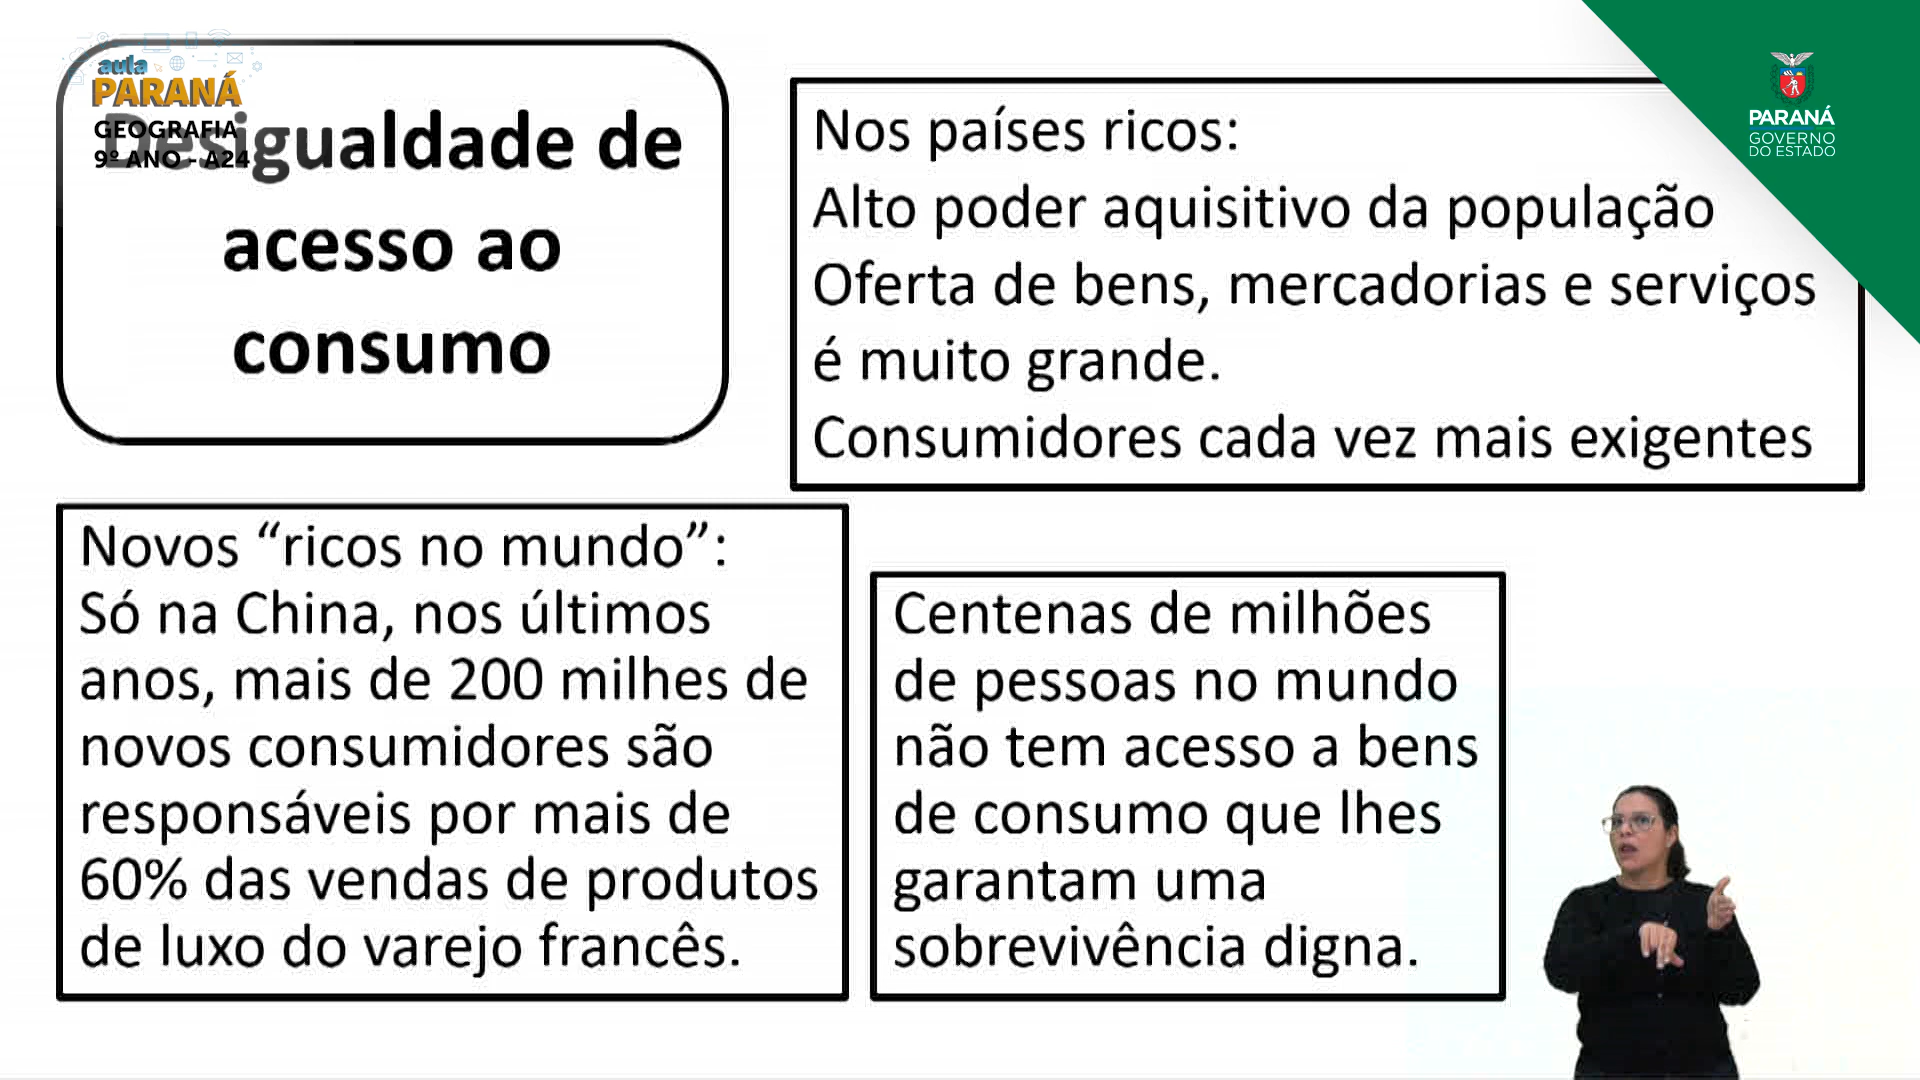 aula
PARANÁ
GEOGRAFIA
9º ANO - A24
Desigualdade de
acesso ao
consumo
Nos países ricos:
Alto poder aquisitivo da população
Oferta de bens, mercadorias e serviços
é muito grande.
Consumidores cada vez mais exigentes
PARANÁ
GOVERNO
DO ESTADO
Novos “ricos no mundo”:
Só na China, nos últimos
anos, mais de 200 milhes de
novos consumidores são
responsáveis por mais de
60% das vendas de produtos
de luxo do varejo francês.
Centenas de milhões
de pessoas no mundo
não tem acesso a bens
de consumo que lhes
garantam uma
sobrevivência digna.